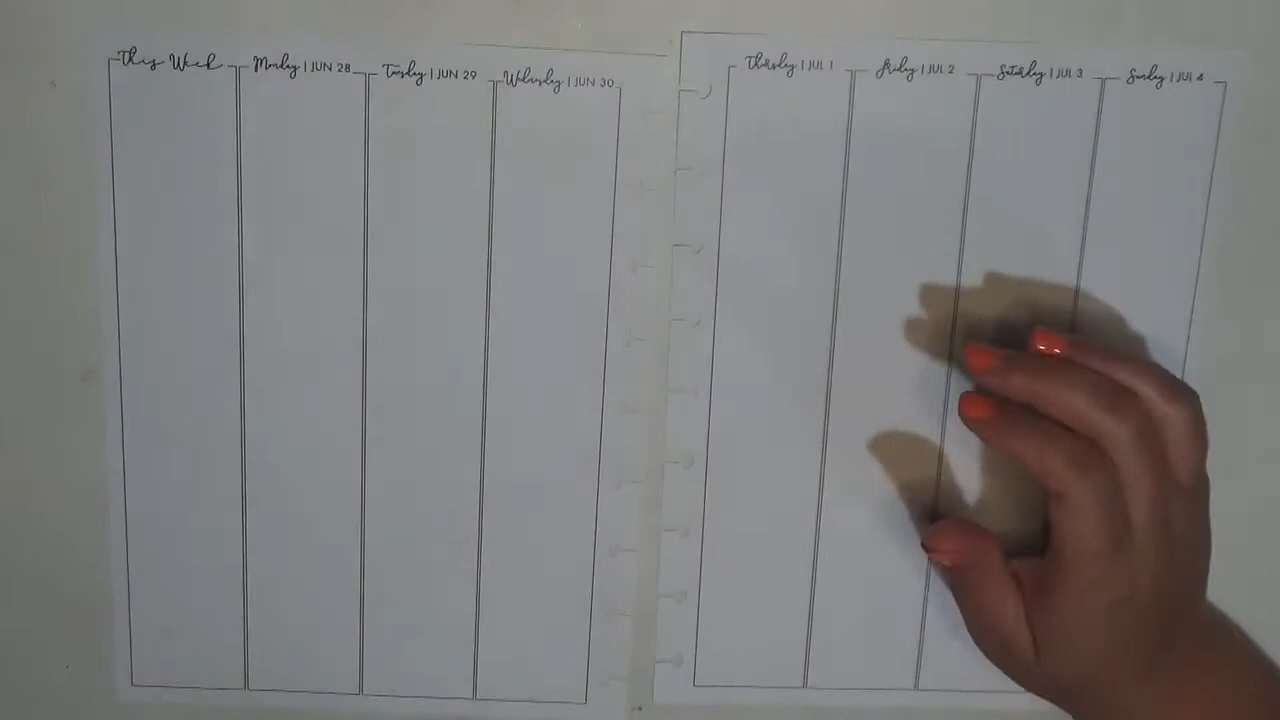 This Week
Monday | JUN 28
Tuesday | JUN 29
Wednesday | JUN 30
Thursday | JUL 1
Friday | JUL 2
Saturday | JUL 3
Sunday | JUL 4